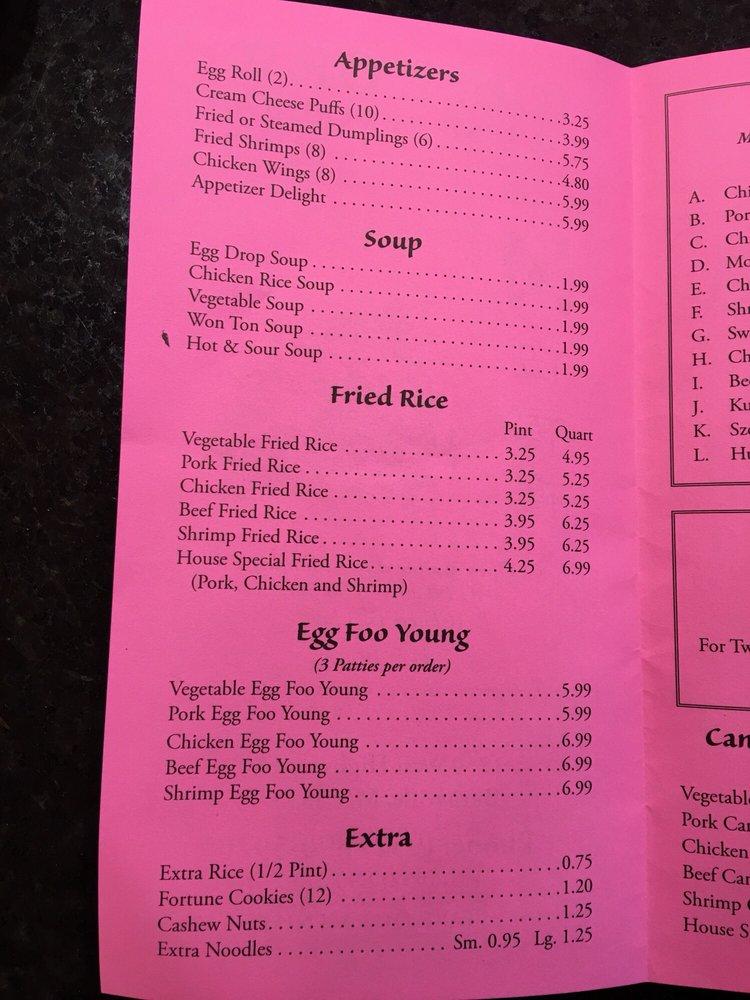 Appetizers
Egg Roll (2) 3.25
Cream Cheese Puffs (10) 3.99
Fried or Steamed Dumplings (6) 5.75
Fried Shrimps (8) 4.80
Chicken Wings (8) 5.99
Appetizer Delight 5.99
Soup
Egg Drop Soup 1.99
Chicken Rice Soup 1.99
Vegetable Soup 1.99
Won Ton Soup 1.99
Hot & Sour Soup 1.99
Fried Rice
Pint Quart
Vegetable Fried Rice 3.25 4.95
Pork Fried Rice 3.25 5.25
Chicken Fried Rice 3.25 5.25
Beef Fried Rice 3.95 6.25
Shrimp Fried Rice 3.95 6.25
House Special Fried Rice 4.25 6.99
(Pork, Chicken and Shrimp)
Egg Foo Young
(3 Patties per order)
Vegetable Egg Foo Young 5.99
Pork Egg Foo Young 5.99
Chicken Egg Foo Young 6.99
Beef Egg Foo Young 6.99
Shrimp Egg Foo Young 6.99
Extra
Extra Rice (1/2 Pint) 0.75
Fortune Cookies (12) 1.20
Cashew Nuts 1.25
Extra Noodles Sm. 0.95 Lg. 1.25
A.
B.
C.
D.
E.
F.
G.
H.
I.
J.
K.
L.
For
Pork
Chicken
Beef
Shrimp
House